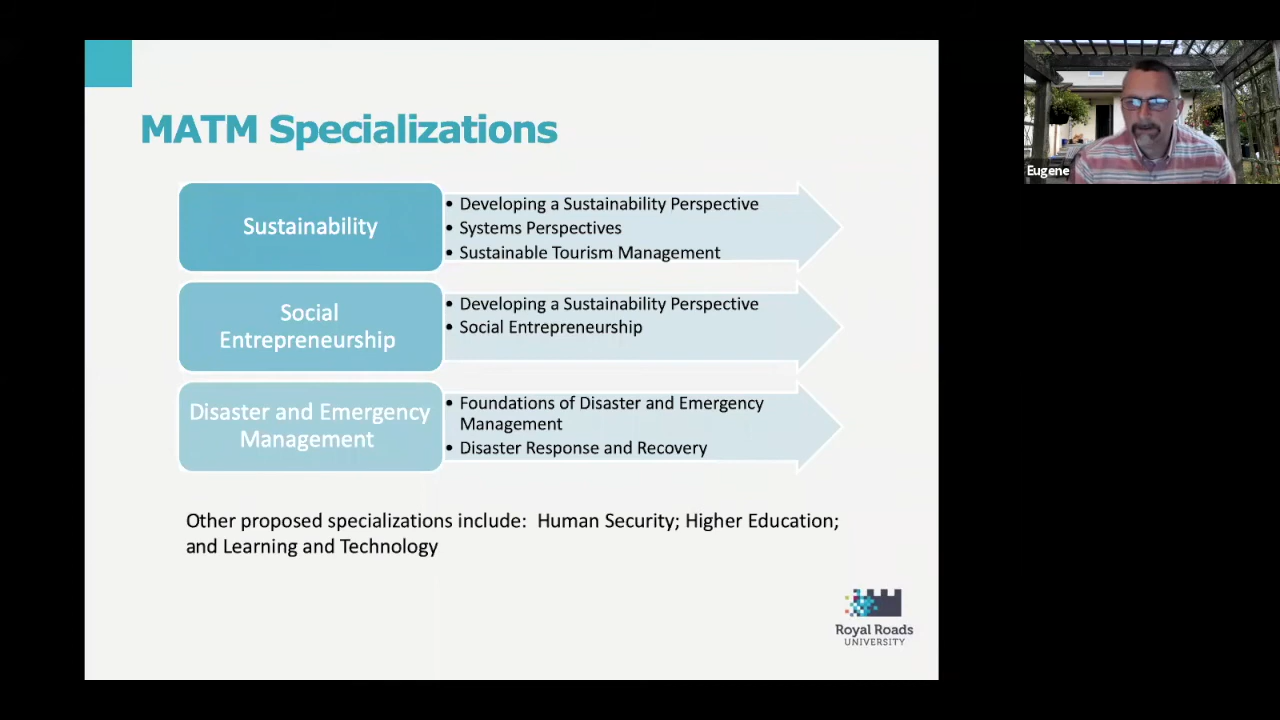 MATM Specializations
Sustainability
• Developing a Sustainability Perspective
• Systems Perspectives
• Sustainable Tourism Management
Social
Entrepreneurship
• Developing a Sustainability Perspective
• Social Entrepreneurship
Disaster and Emergency
Management
• Foundations of Disaster and Emergency
Management
• Disaster Response and Recovery
Other proposed specializations include: Human Security; Higher Education;
and Learning and Technology
Royal Roads
UNIVERSITY
Eugene